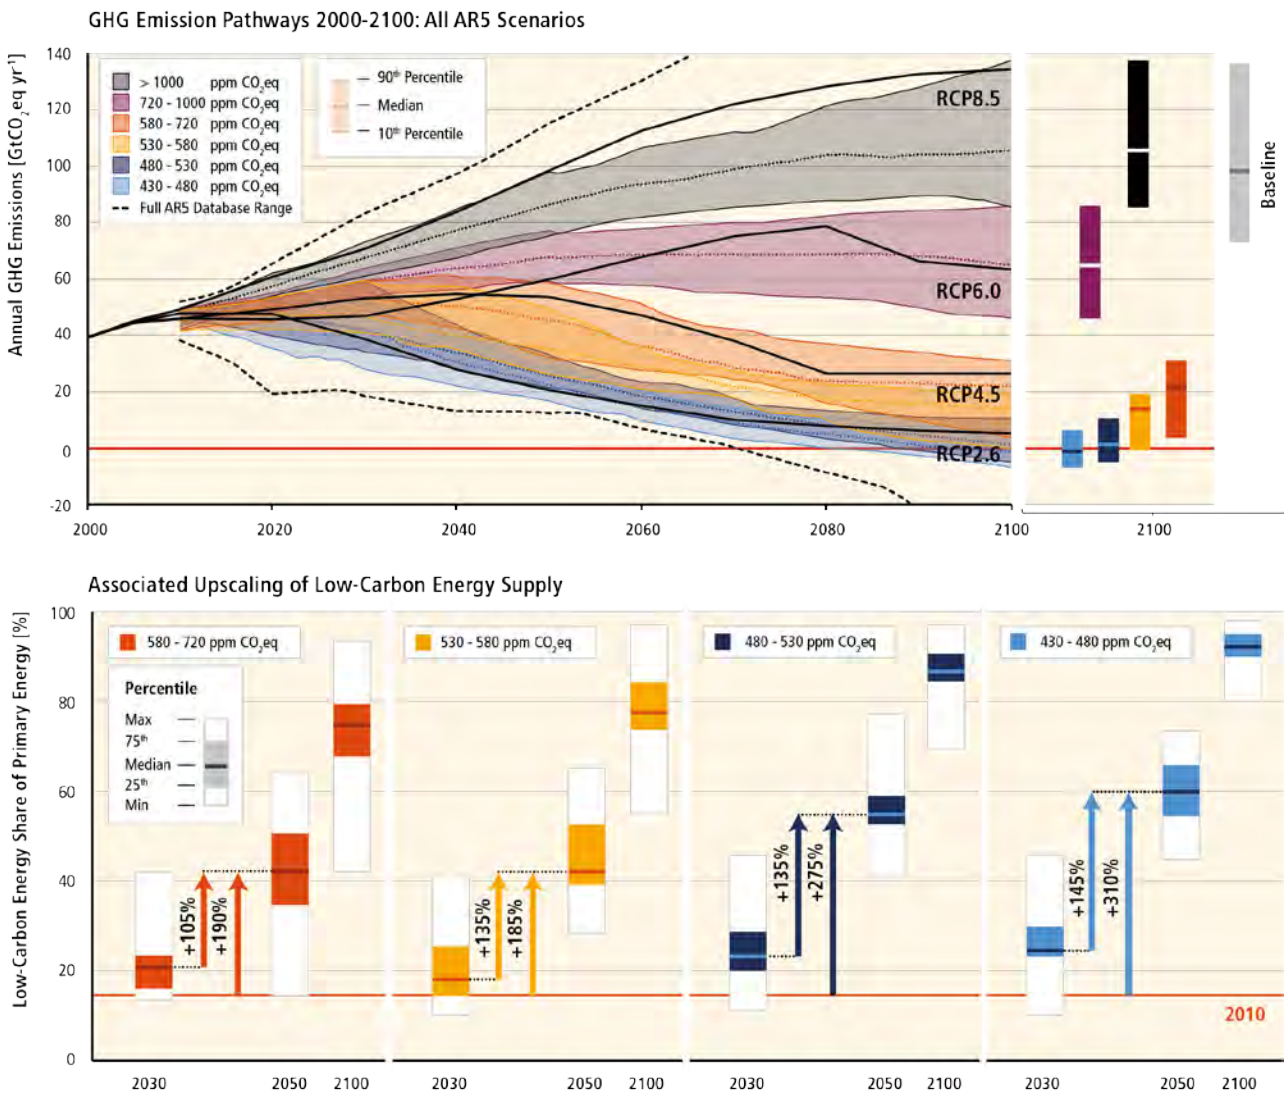 GHG Emission Pathways 2000-2100: All AR5 Scenarios
Annual GHG Emissions [GtCO2eq yr-1]
140
120
100
80
60
40
20
0
-20
> 1000 ppm CO2eq
720 - 1000 ppm CO2eq
580 - 720 ppm CO2eq
530 - 580 ppm CO2eq
480 - 530 ppm CO2eq
430 - 480 ppm CO2eq
Full AR5 Database Range
90th Percentile
Median
10th Percentile
RCP8.5
RCP6.0
RCP4.5
RCP2.6
Baseline
2000 2020 2040 2060 2080 2100 2100
Associated Upscaling of Low-Carbon Energy Supply
Low-Carbon Energy Share of Primary Energy [%]
100
80
60
40
20
0
580 - 720 ppm CO2eq
Percentile
Max
75th
Median
25th
Min
+105%
+190%
530 - 580 ppm CO2eq
+135%
+185%
480 - 530 ppm CO2eq
+135%
+275%
430 - 480 ppm CO2eq
+145%
+310%
2010
2030 2050 2100 2030 2050 2100 2030 2050 2100 2030 2050 2100